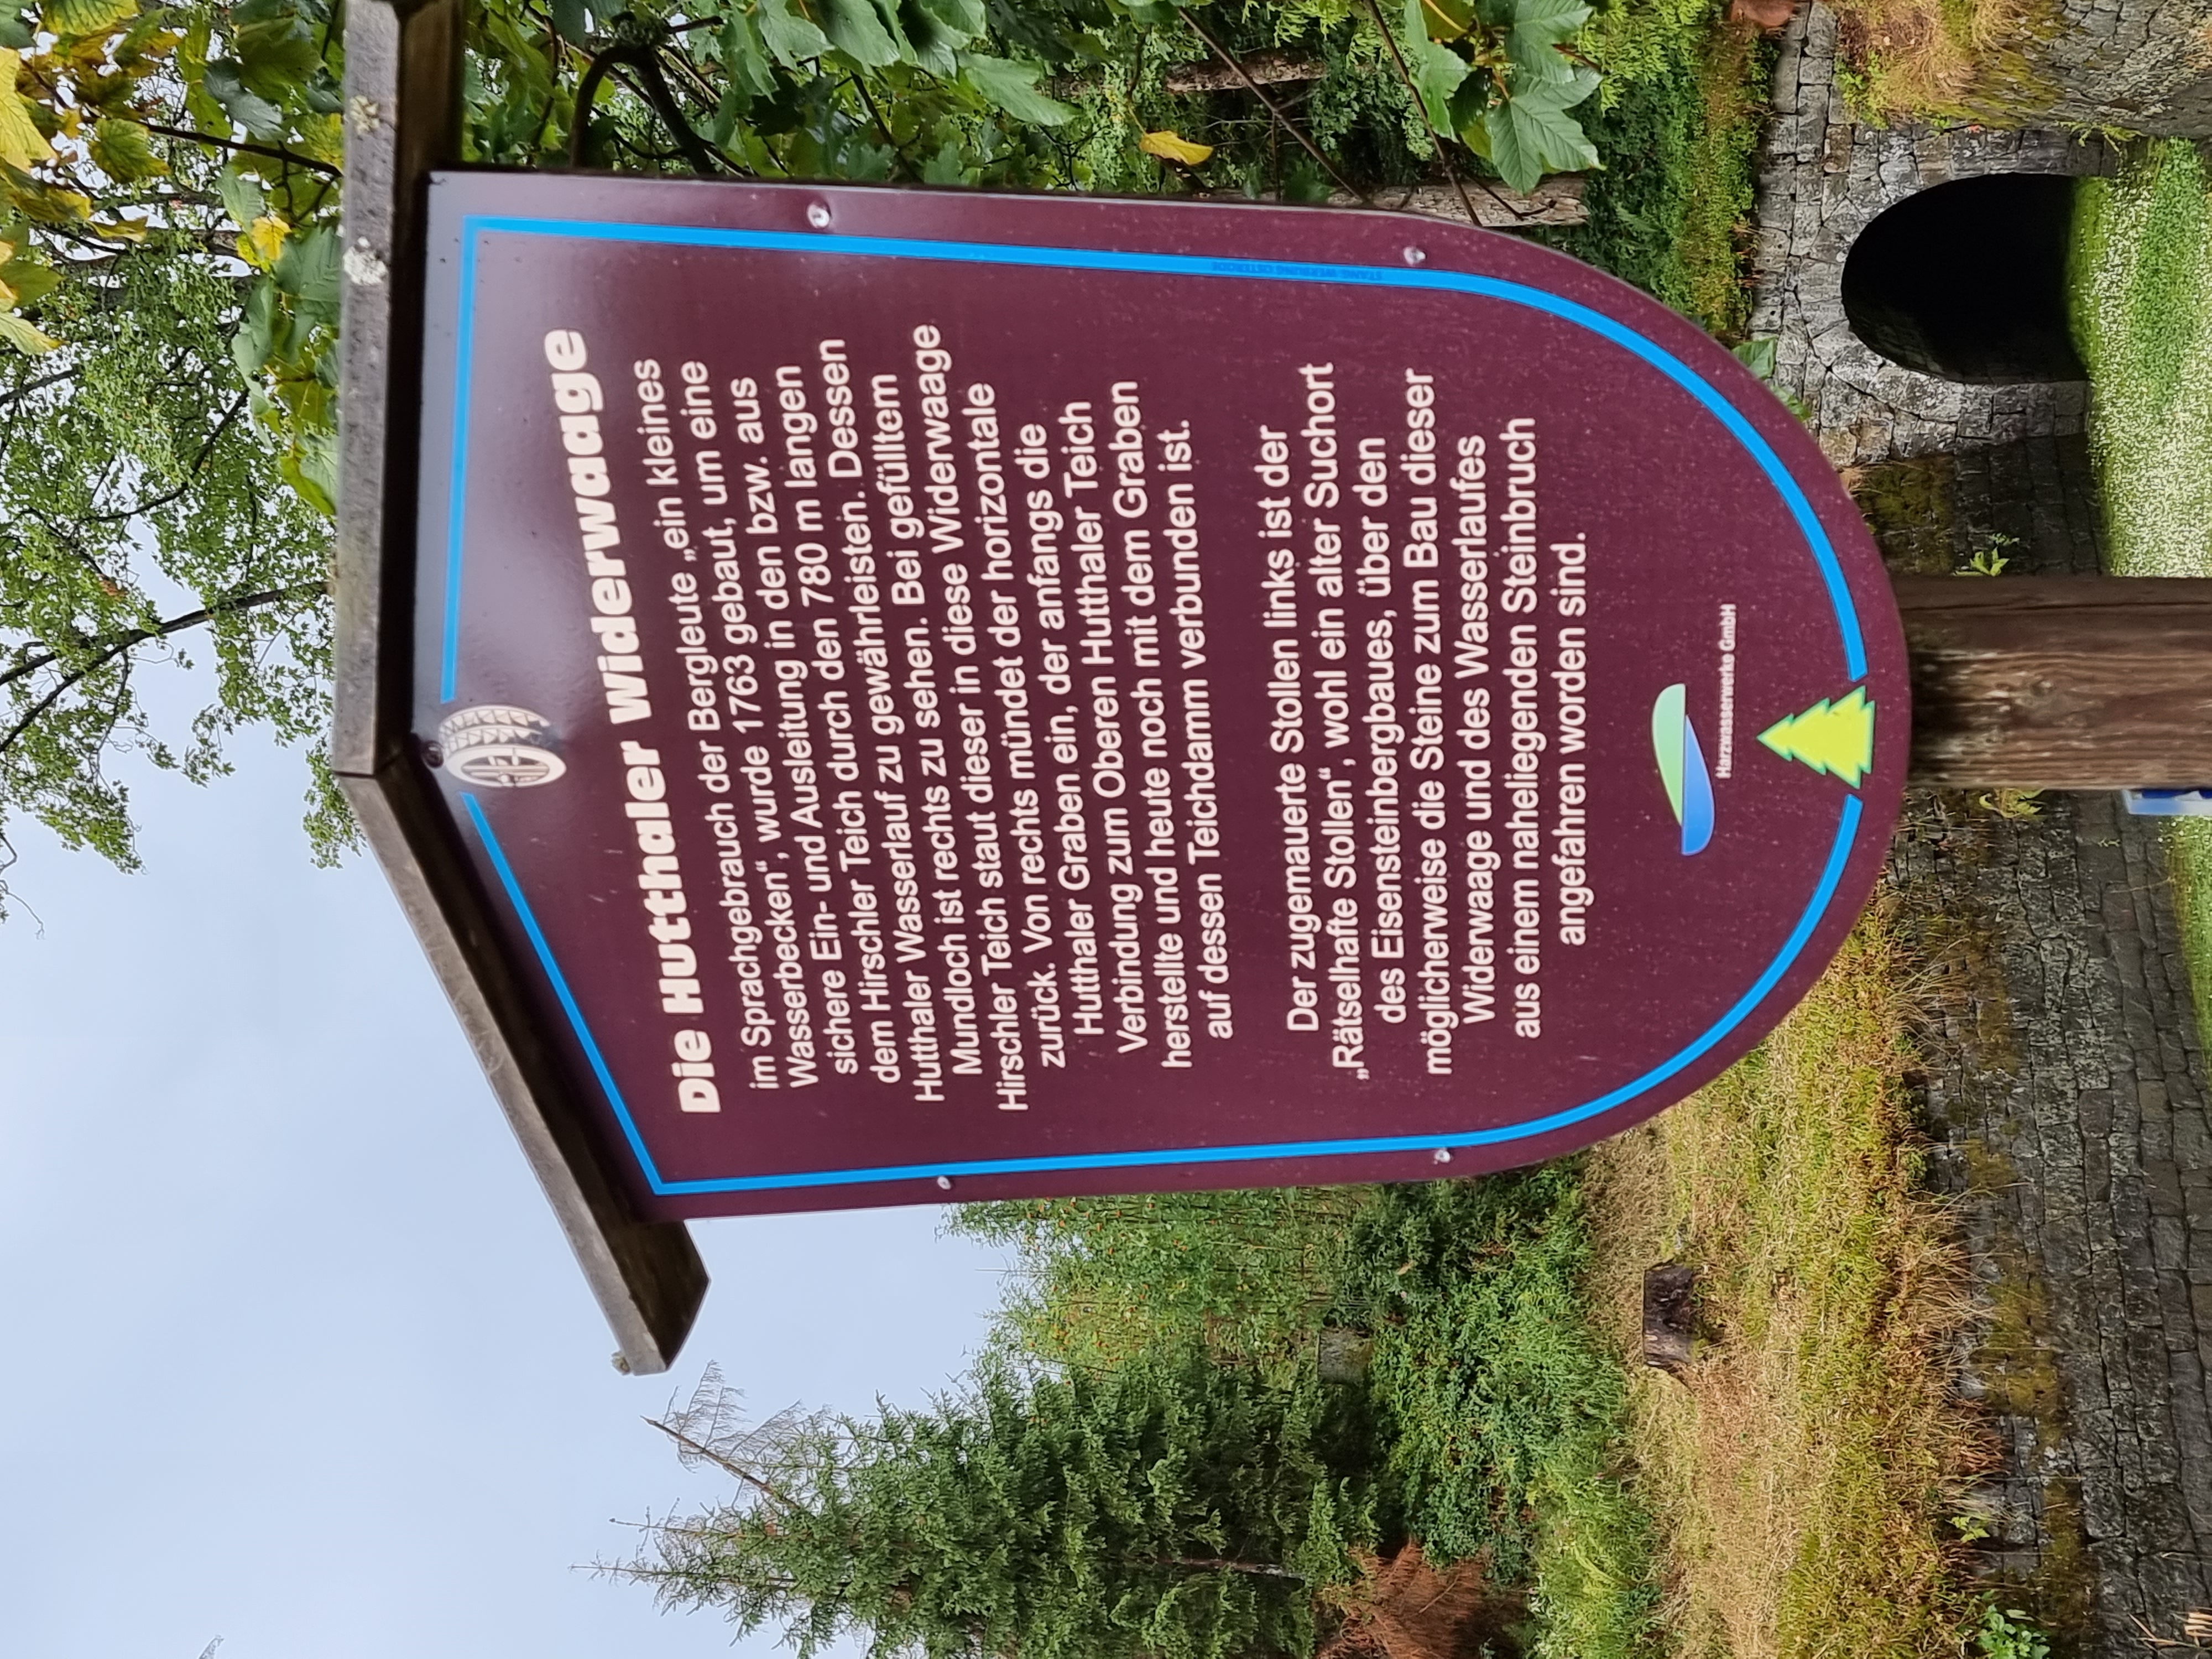 Die Hutthaler Widerwaage
im Sprachgebrauch der Bergleute „ein kleines
Wasserbecken“, wurde 1763 gebaut, um eine
sichere Ein- und Ausleitung in den bzw. aus
dem Hirschler Teich durch den 780 m langen
Hutthaler Wasserlauf zu gewährleisten. Dessen
Mundloch ist rechts zu sehen. Bei gefülltem
Hirschler Teich staut dieser in diese Widerwaage
zurück. Von rechts mündet der horizontale
Hutthaler Graben ein, der anfangs die
Verbindung zum Oberen Hutthaler Teich
herstellte und heute noch mit dem Graben
auf dessen Teichdamm verbunden ist.
Der zugemauerte Stollen links ist der
„Rätselhafte Stollen“, wohl ein alter Suchort
des Eisensteinbergbaues, über den
möglicherweise die Steine zum Bau dieser
Widerwaage und des Wasserlaufes
aus einem naheliegenden Steinbruch
angefahren worden sind.
Harzwasserwerke GmbH
STANG WERBUNG OSTERODE